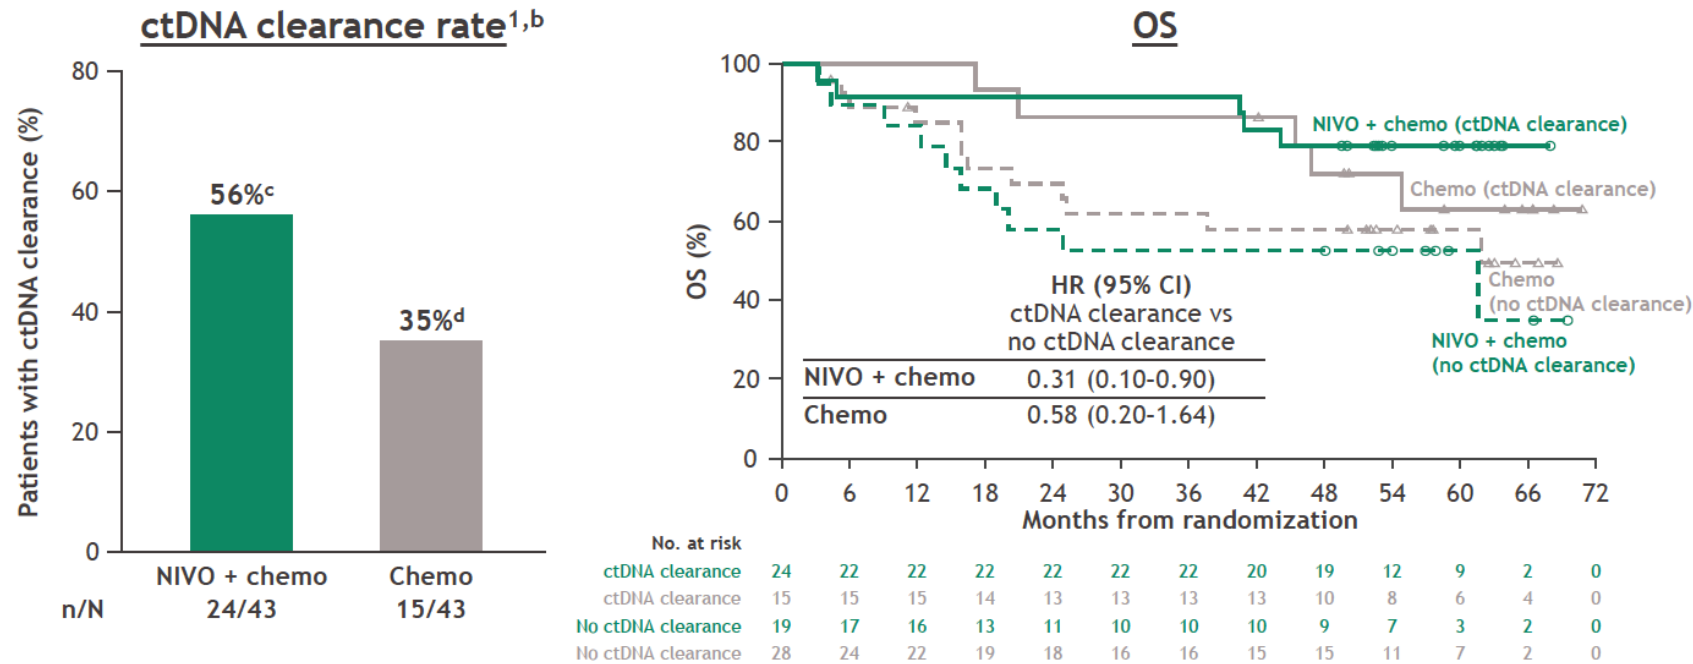 ctDNA clearance rate1,b
Patients with ctDNA clearance (%)
80
60
40
20
0
56%c
35%d
NIVO + chemo
Chemo
n/N
24/43
15/43
OS
OS (%)
100
80
60
40
20
0
NIVO + chemo (ctDNA clearance)
Chemo (ctDNA clearance)
Chemo
(no ctDNA clearance)
NIVO + chemo
(no ctDNA clearance)
HR (95% CI)
ctDNA clearance vs
no ctDNA clearance
NIVO + chemo 0.31 (0.10-0.90)
Chemo 0.58 (0.20-1.64)
0 6 12 18 24 30 36 42 48 54 60 66 72
Months from randomization
No. at risk
ctDNA clearance 24 22 22 22 22 22 22 20 19 12 9 2 0
ctDNA clearance 15 15 15 14 13 13 13 13 10 8 6 4 0
No ctDNA clearance 19 17 16 13 11 10 10 10 9 7 3 2 0
No ctDNA clearance 28 24 22 19 18 16 16 15 15 11 7 2 0